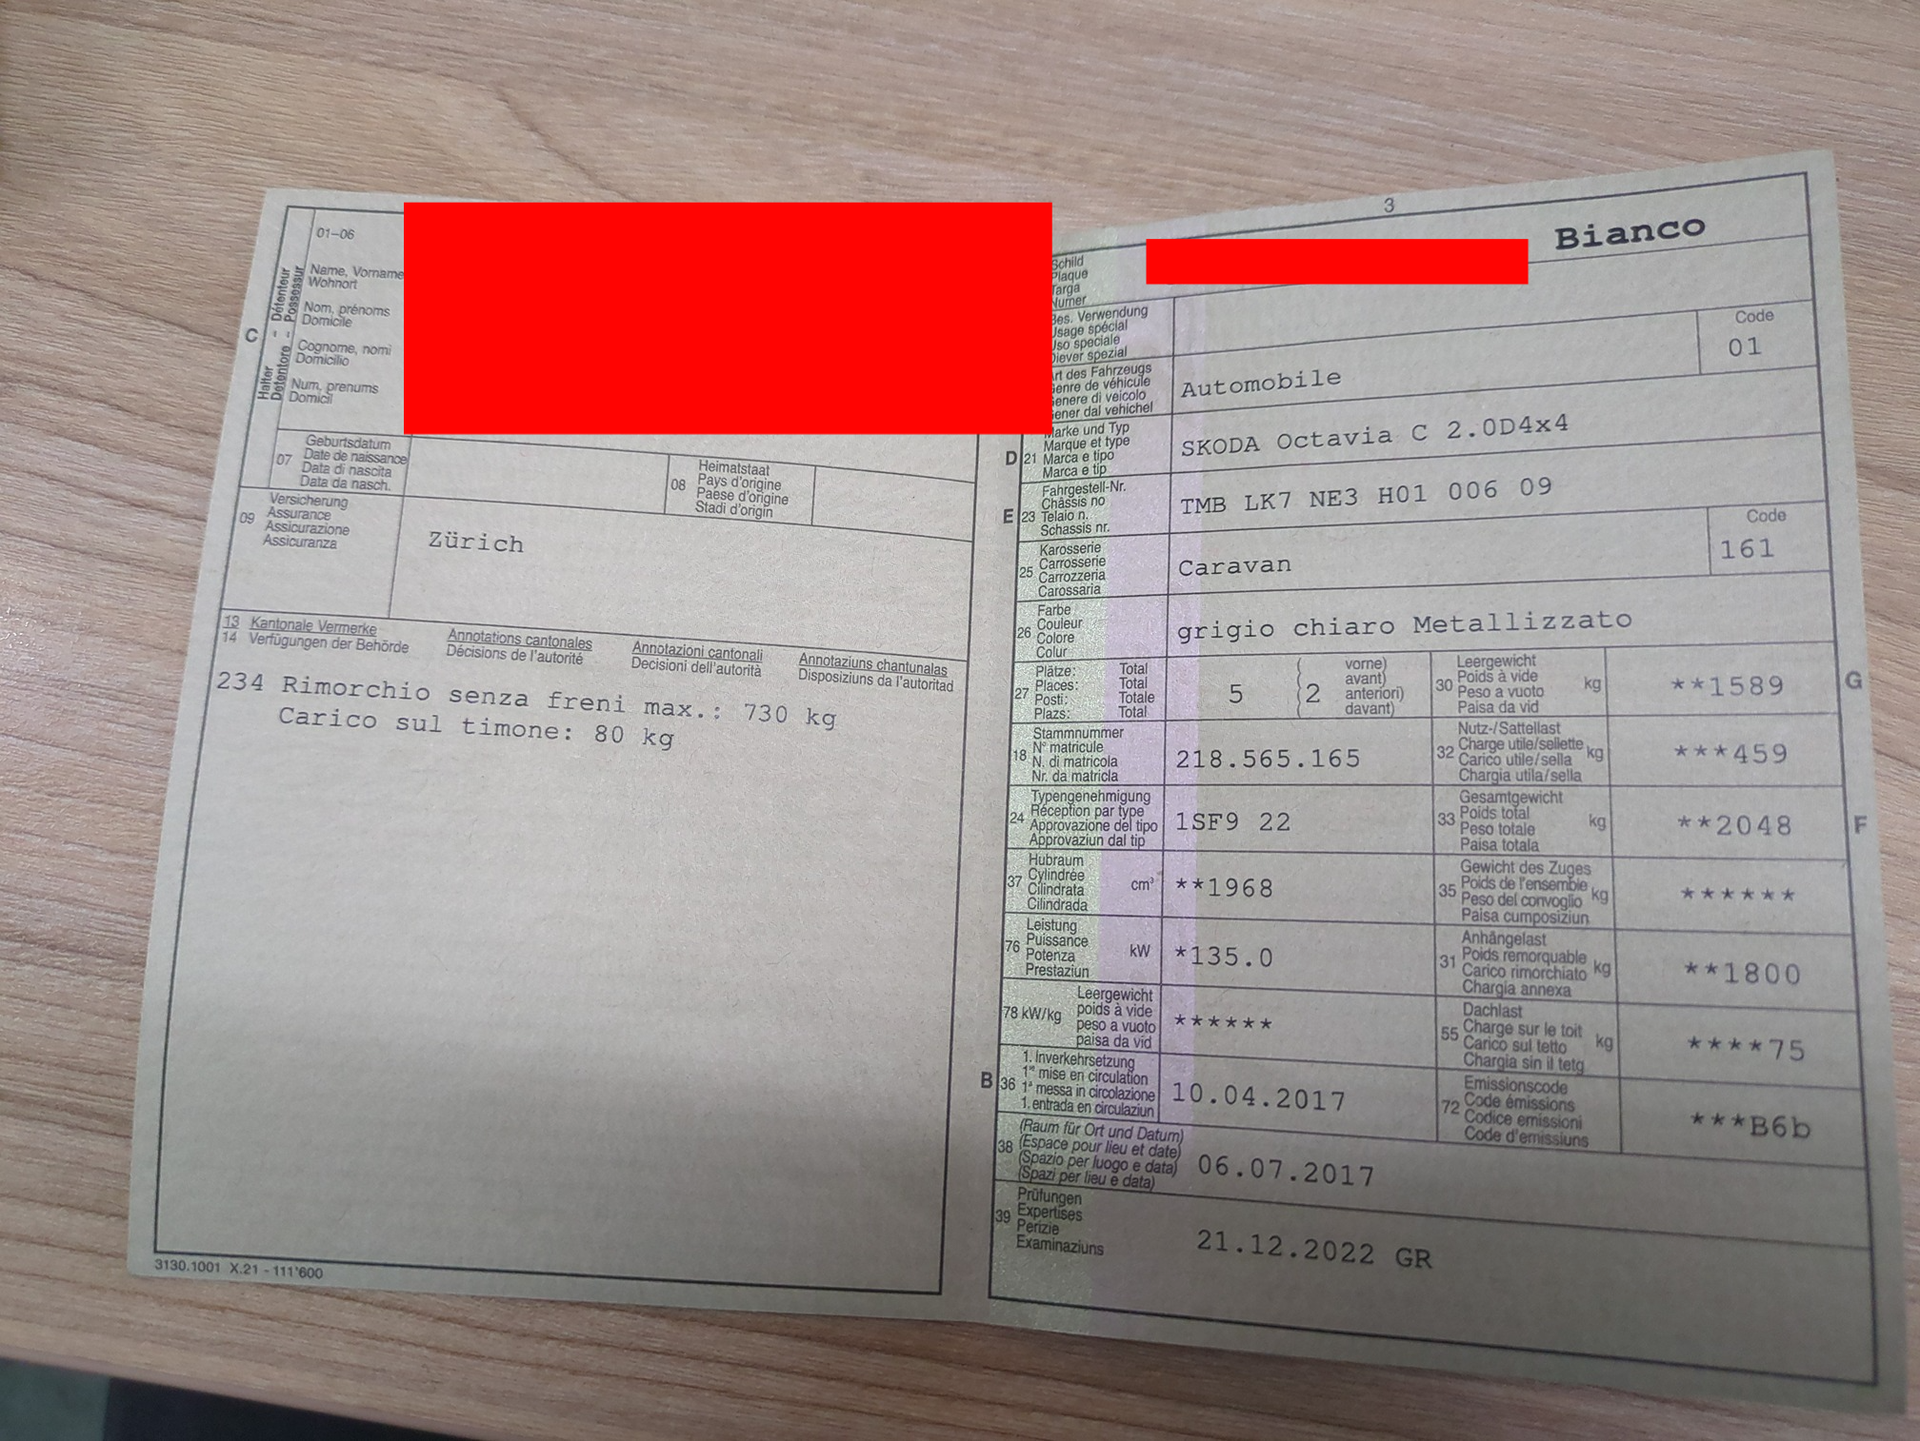 01–06
C
Halter - Détenteur
Detentore - Possessur
Name, Vorname
Wohnort
Nom, prénoms
Domicile
Cognome, nomi
Domicilio
Num, prenums
Domicil
07
Geburtsdatum
Date de naissance
Data di nascita
Data da nasch.
08
Heimatstaat
Pays d'origine
Paese d'origine
Stadi d'origin
09
Versicherung
Assurance
Assicurazione
Assicuranza
Zürich
13 Kantonale Vermerke Annotations cantonales Annotazioni cantonali Annotaziuns chantunalas
14 Verfügungen der Behörde Décisions de l'autorité Decisioni dell'autorità Disposiziuns da l'autoritad
234 Rimorchio senza freni max.: 730 kg
Carico sul timone: 80 kg
3130.1001 X.21 - 111'600
3
Schild
Plaque
Targa
Numer
Bianco
Bes. Verwendung
Usage spécial
Uso speciale
Diever spezial
Code
01
Art des Fahrzeugs
Genre de véhicule
Genere di veicolo
Gener dal vehichel
Automobile
D 21
Marke und Typ
Marque et type
Marca e tipo
Marca e tip
SKODA Octavia C 2.0D4x4
E 23
Fahrgestell-Nr.
Châssis no
Telaio n.
Schassis nr.
TMB LK7 NE3 H01 006 09
25
Karosserie
Carrosserie
Carrozzeria
Carossaria
Caravan
Code
161
26
Farbe
Couleur
Colore
Colur
grigio chiaro Metallizzato
27
Plätze: Total
Places: Total
Posti: Totale
Plazs: Total
5
2
vorne)
avant)
anteriori)
davant)
30
Leergewicht
Poids à vide
Peso a vuoto
Paisa da vid
kg
**1589
G
18
Stammnummer
N° matricule
N. di matricola
Nr. da matricla
218.565.165
32
Nutz-/Sattellast
Charge utile/sellette
Carico utile/sella
Chargia utila/sella
kg
***459
24
Typengenehmigung
Réception par type
Approvazione del tipo
Approvaziun dal tip
1SF9 22
33
Gesamtgewicht
Poids total
Peso totale
Paisa totala
kg
**2048
F
37
Hubraum
Cylindrée
Cilindrata
Cilindrada
cm³
**1968
35
Gewicht des Zuges
Poids de l'ensemble
Peso del convoglio
Paisa cumposiziun
kg
******
76
Leistung
Puissance
Potenza
Prestaziun
kW
*135.0
31
Anhängelast
Poids remorquable
Carico rimorchiato
Chargia annexa
kg
**1800
78 kW/kg
Leergewicht
poids à vide
peso a vuoto
paisa da vid
******
55
Dachlast
Charge sur le toit
Carico sul tetto
Chargia sin il tetg
kg
****75
B 36
1. Inverkehrsetzung
1re mise en circulation
1a messa in circolazione
1. entrada en circulaziun
10.04.2017
72
Emissionscode
Code émissions
Codice emissioni
Code d'emissiuns
***B6b
38
(Raum für Ort und Datum)
(Espace pour lieu et date)
(Spazio per luogo e data)
(Spazi per lieu e data)
06.07.2017
39
Prüfungen
Expertises
Perizie
Examinaziuns
21.12.2022 GR